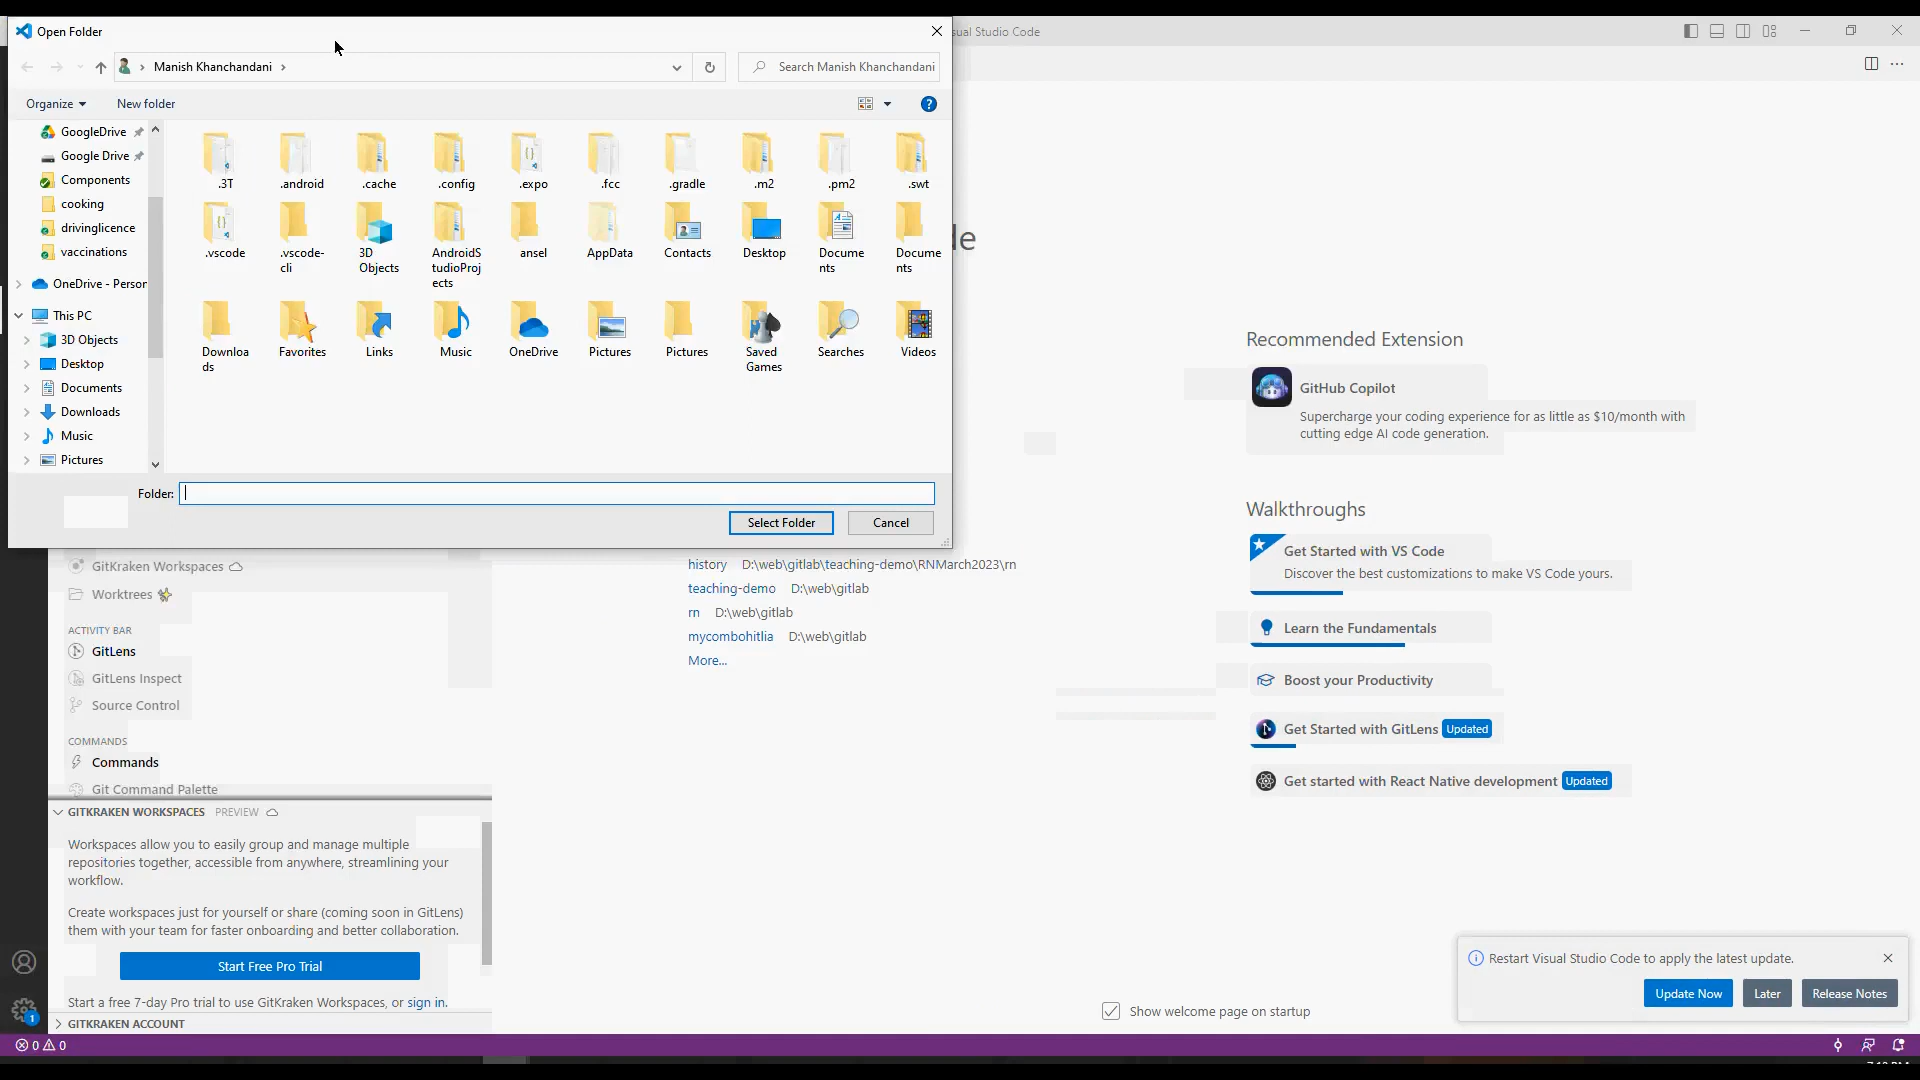 Open Folder
sual Studio Code
Manish Khanchandani
Search Manish Khanchandani
Organize
New folder
GoogleDrive
Google Drive
Components
cooking
drivinglicence
vaccinations
OneDrive - Person
This PC
3D Objects
Desktop
Documents
Downloads
Music
Pictures
.3T
.android
.cache
.config
.expo
.fcc
.gradle
.m2
.pm2
.swt
.vscode
.vscode-
cli
3D
Objects
AndroidS
tudioProj
ects
ansel
AppData
Contacts
Desktop
Docume
nts
Docume
nts
Downloa
ds
Favorites
Links
Music
OneDrive
Pictures
Pictures
Saved
Games
Searches
Videos
Folder:
Select Folder
Cancel
de
GitKraken Workspaces
Worktrees
ACTIVITY BAR
GitLens
GitLens Inspect
Source Control
COMMANDS
Commands
Git Command Palette
GITKRAKEN WORKSPACES PREVIEW
Workspaces allow you to easily group and manage multiple
repositories together, accessible from anywhere, streamlining your
workflow.
Create workspaces just for yourself or share (coming soon in GitLens)
them with your team for faster onboarding and better collaboration.
Start Free Pro Trial
Start a free 7-day Pro trial to use GitKraken Workspaces, or sign in.
GITKRAKEN ACCOUNT
1
0 0
history D:\web\gitlab\teaching-demo\RNMarch2023\rn
teaching-demo D:\web\gitlab
rn D:\web\gitlab
mycombohitlia D:\web\gitlab
More...
Recommended Extension
GitHub Copilot
Supercharge your coding experience for as little as $10/month with
cutting edge AI code generation.
Walkthroughs
Get Started with VS Code
Discover the best customizations to make VS Code yours.
Learn the Fundamentals
Boost your Productivity
Get Started with GitLens Updated
Get started with React Native development Updated
Show welcome page on startup
Restart Visual Studio Code to apply the latest update.
Update Now
Later
Release Notes